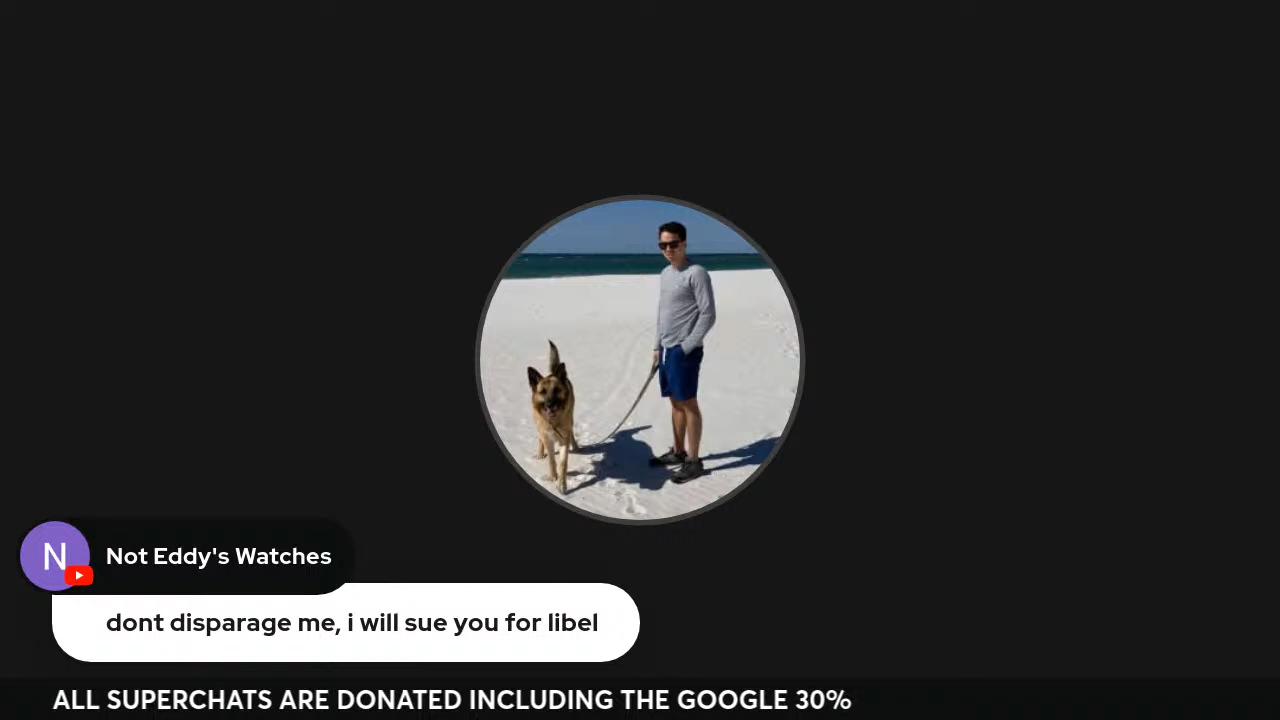 N
Not Eddy's Watches
dont disparage me, i will sue you for libel
ALL SUPERCHATS ARE DONATED INCLUDING THE GOOGLE 30%